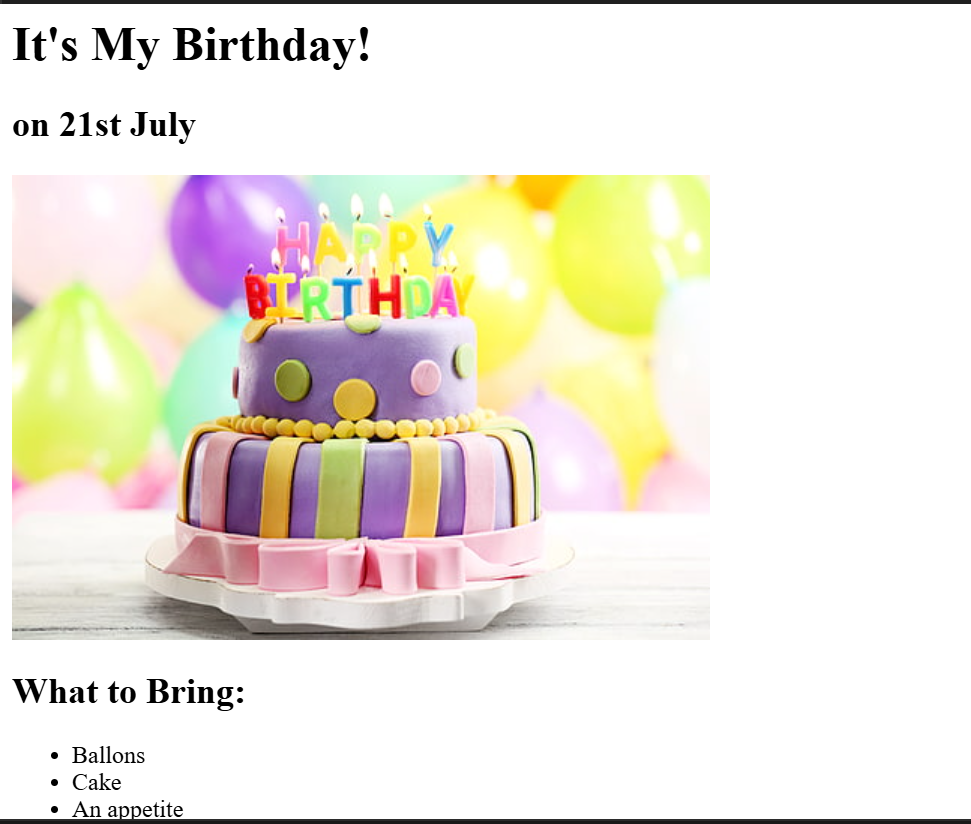 It's My Birthday!
on 21st July
HAPPY
BIRTHDAY
What to Bring:
Ballons
Cake
An appetite